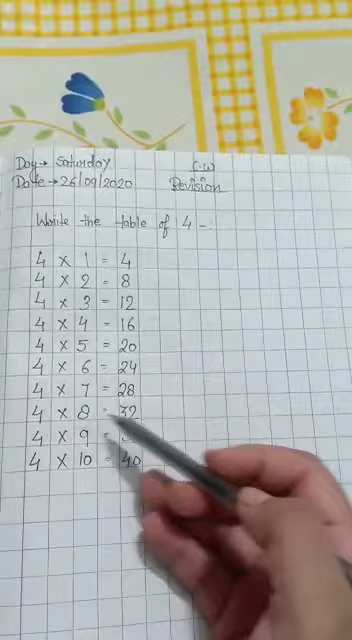 Day → Saturday C.W
Date → 26/09/2020 Revision
Write the table of 4 -
4 × 1 = 4
4 × 2 = 8
4 × 3 = 12
4 × 4 = 16
4 × 5 = 20
4 × 6 = 24
4 × 7 = 28
4 × 8 = 32
4 × 9 =
4 × 10 = 40